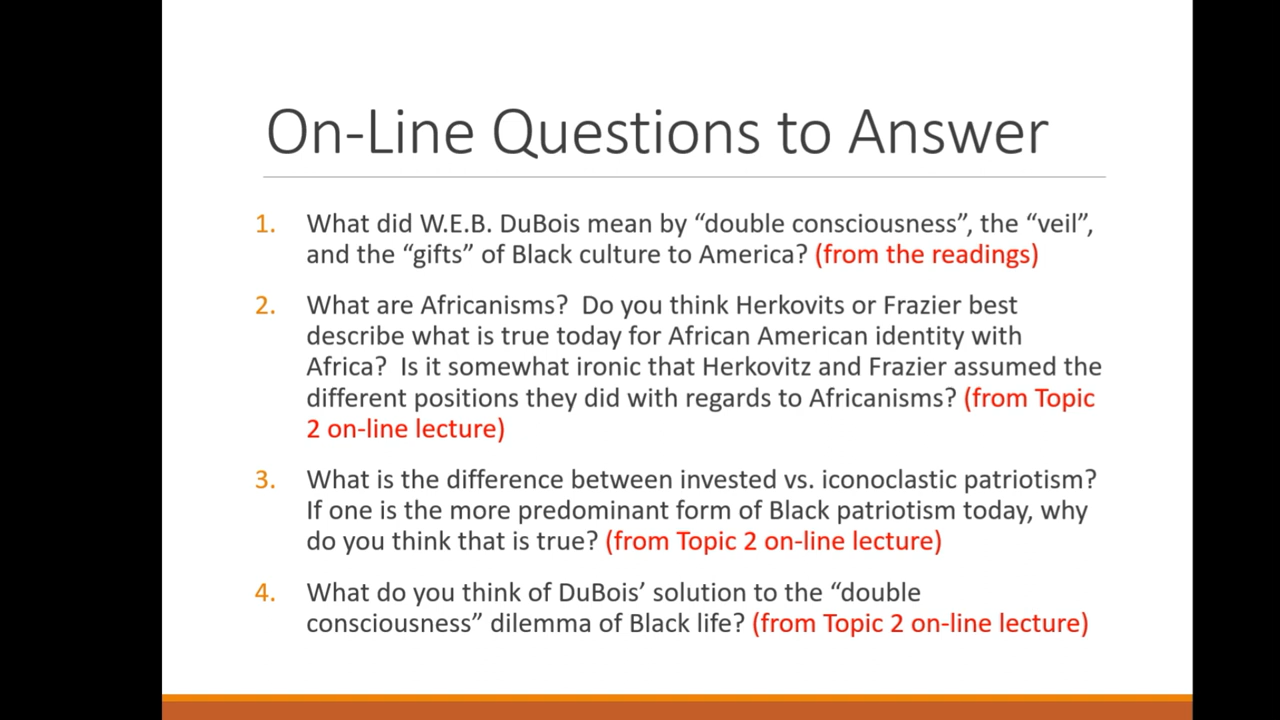 On-Line Questions to Answer
1. What did W.E.B. DuBois mean by “double consciousness”, the “veil”,
and the “gifts” of Black culture to America? (from the readings)
2. What are Africanisms?  Do you think Herkovits or Frazier best
describe what is true today for African American identity with
Africa?  Is it somewhat ironic that Herkovitz and Frazier assumed the
different positions they did with regards to Africanisms? (from Topic
2 on-line lecture)
3. What is the difference between invested vs. iconoclastic patriotism?
If one is the more predominant form of Black patriotism today, why
do you think that is true? (from Topic 2 on-line lecture)
4. What do you think of DuBois’ solution to the “double
consciousness” dilemma of Black life? (from Topic 2 on-line lecture)